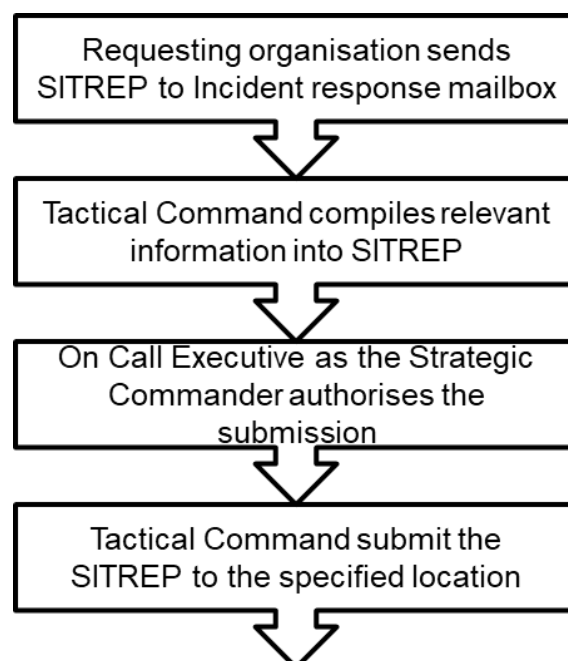 Requesting organisation sends
SITREP to Incident response mailbox
Tactical Command compiles relevant
information into SITREP
On Call Executive as the Strategic
Commander authorises the
submission
Tactical Command submit the
SITREP to the specified location